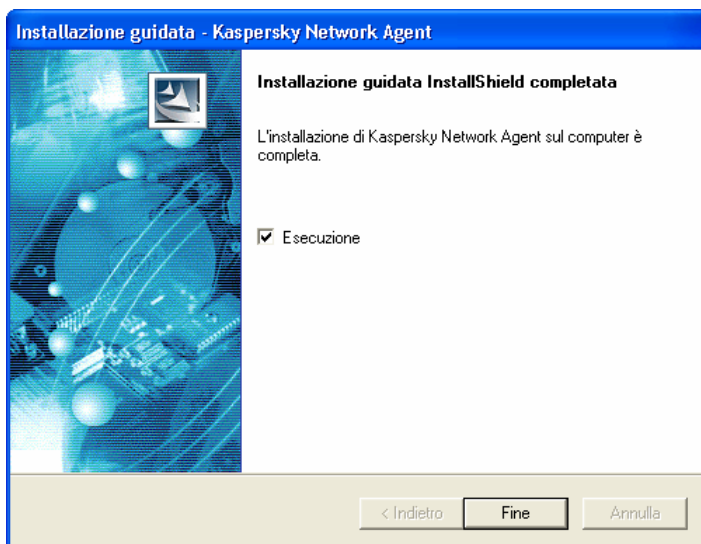 Installazione guidata - Kaspersky Network Agent
Installazione guidata InstallShield completata
L'installazione di Kaspersky Network Agent sul computer è
completa.
Esecuzione
< Indietro
Fine
Annulla